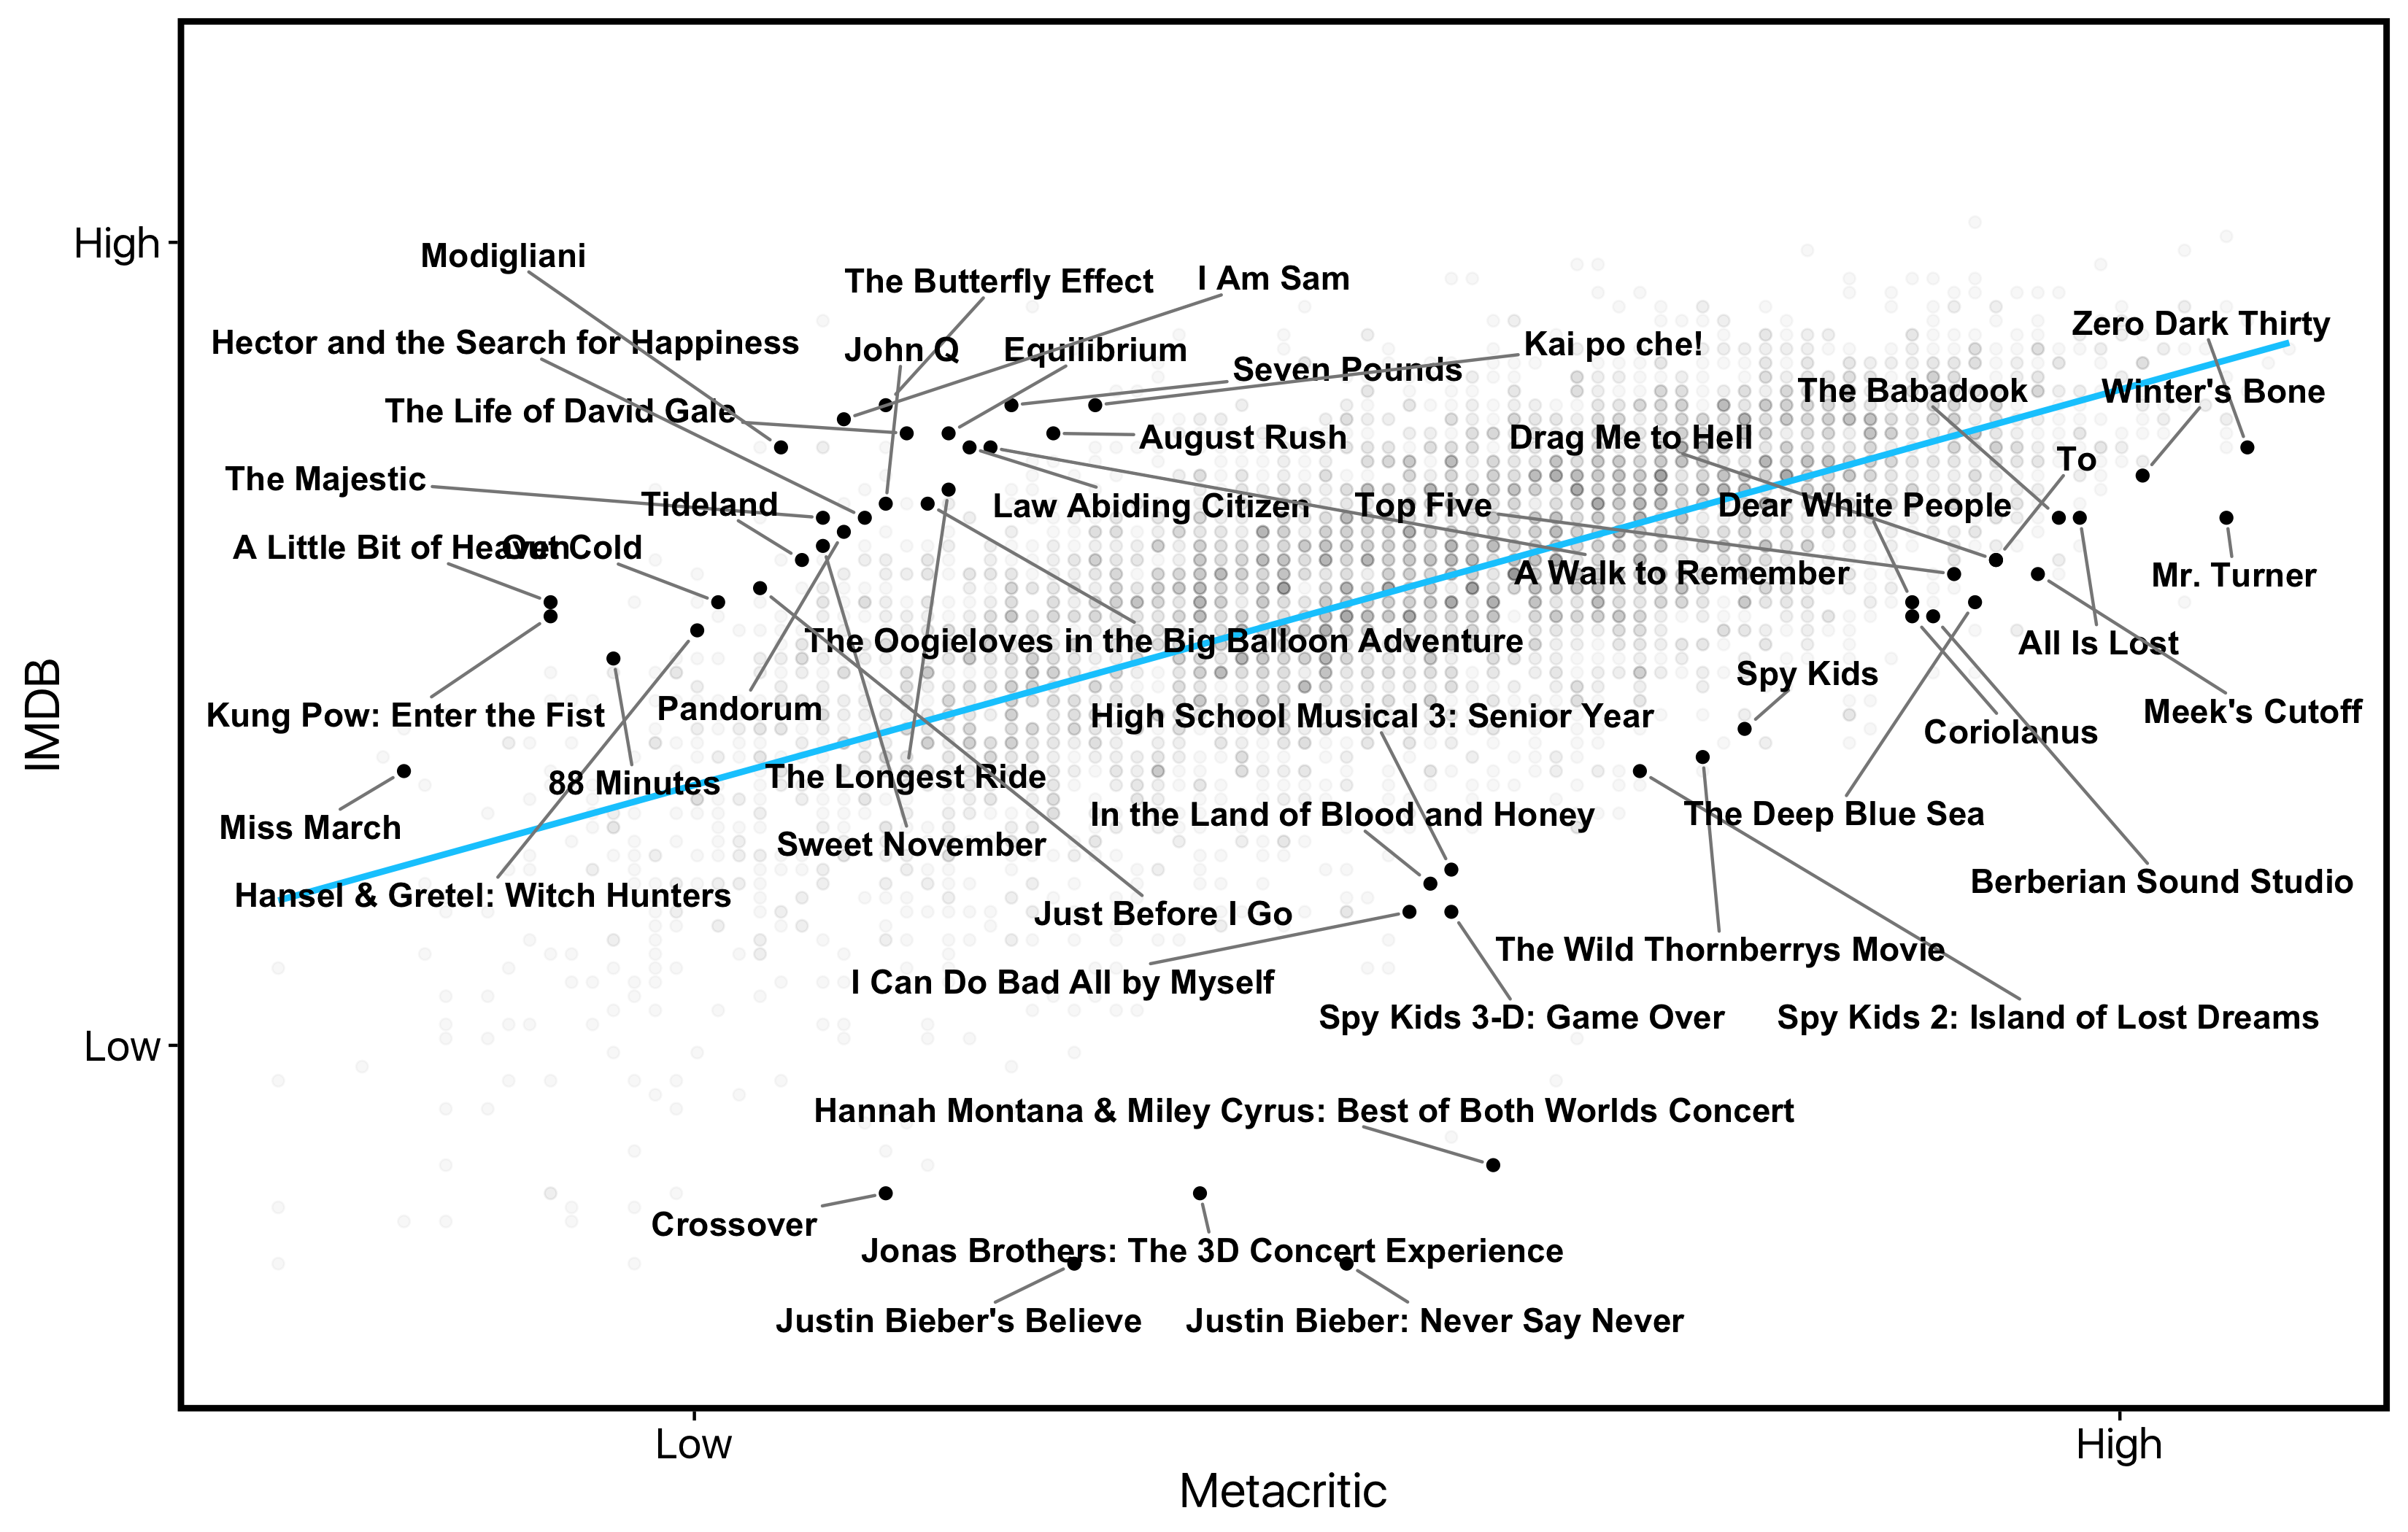 High
Modigliani
The Butterfly Effect
I Am Sam
Zero Dark Thirty
Hector and the Search for Happiness
John Q
Equilibrium
Kai po che!
Seven Pounds
The Babadook
Winter's Bone
The Life of David Gale
August Rush
Drag Me to Hell
To
The Majestic
Tideland
Law Abiding Citizen
Top Five
Dear White People
A Little Bit of Heaven
Out Cold
A Walk to Remember
Mr. Turner
The Oogieloves in the Big Balloon Adventure
All Is Lost
Spy Kids
IMDB
Kung Pow: Enter the Fist
Pandorum
High School Musical 3: Senior Year
Meek's Cutoff
Coriolanus
88 Minutes
The Longest Ride
Miss March
In the Land of Blood and Honey
The Deep Blue Sea
Sweet November
Hansel & Gretel: Witch Hunters
Berberian Sound Studio
Just Before I Go
The Wild Thornberrys Movie
I Can Do Bad All by Myself
Spy Kids 3-D: Game Over
Spy Kids 2: Island of Lost Dreams
Low
Hannah Montana & Miley Cyrus: Best of Both Worlds Concert
Crossover
Jonas Brothers: The 3D Concert Experience
Justin Bieber's Believe
Justin Bieber: Never Say Never
Low
High
Metacritic